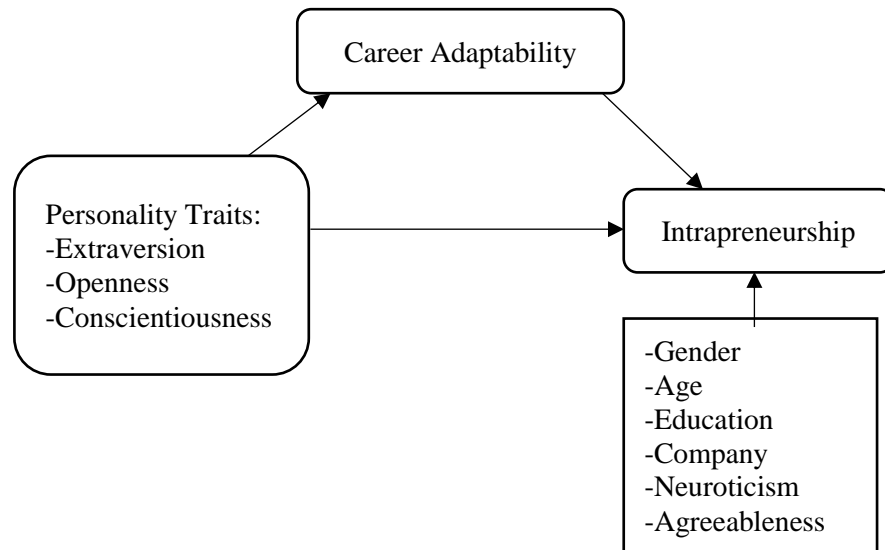 Career Adaptability
Personality Traits:
-Extraversion
-Openness
-Conscientiousness
Intrapreneurship
-Gender
-Age
-Education
-Company
-Neuroticism
-Agreeableness